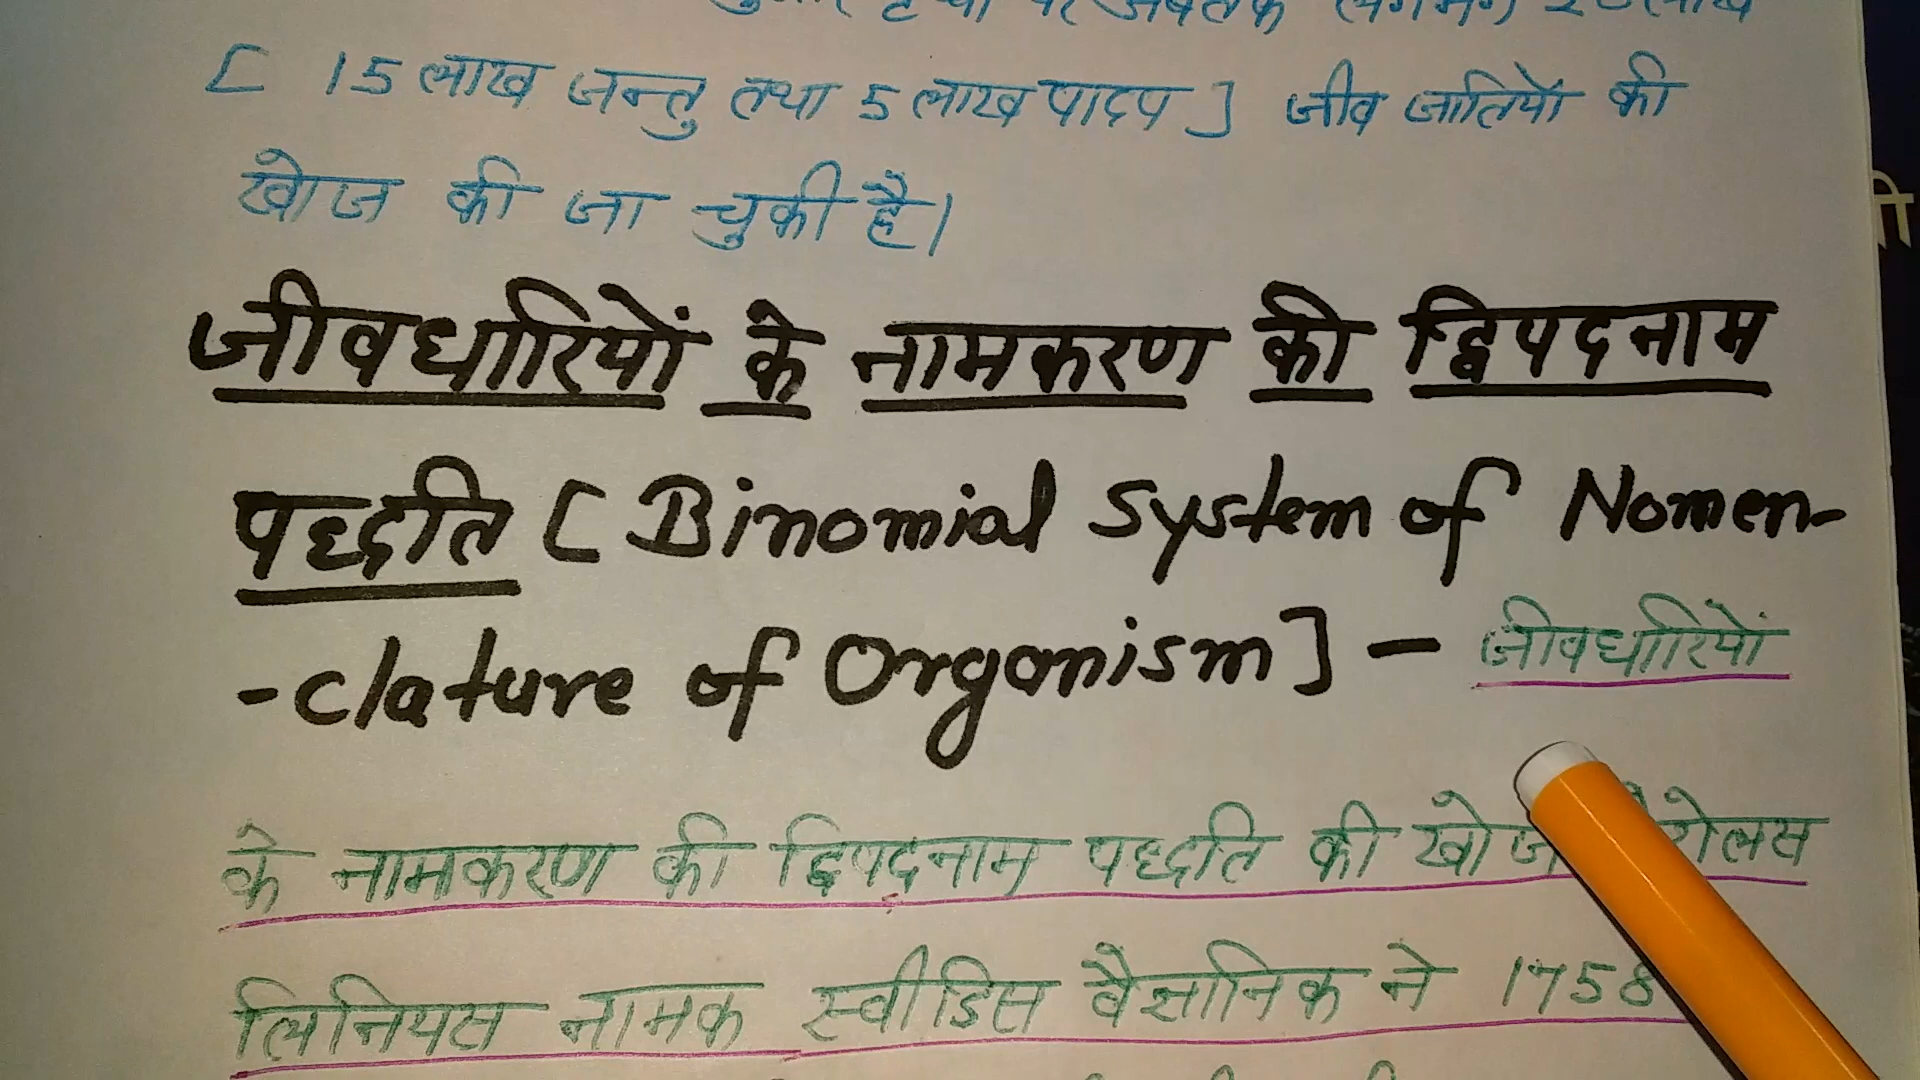 [ 15 लाख जन्तु तथा 5 लाख पादप ] जीव जातियों की
खोज की जा चुकी है।
जीवधारियों के नामकरण की द्विपदनाम
पद्धति [ Binomial System of Nomen-
-clature of Organism ] - जीवधारियों
के नामकरण की द्विपदनाम पद्धति की खोज
लिनियस नामक स्वीडिस वैज्ञानिक ने 1758